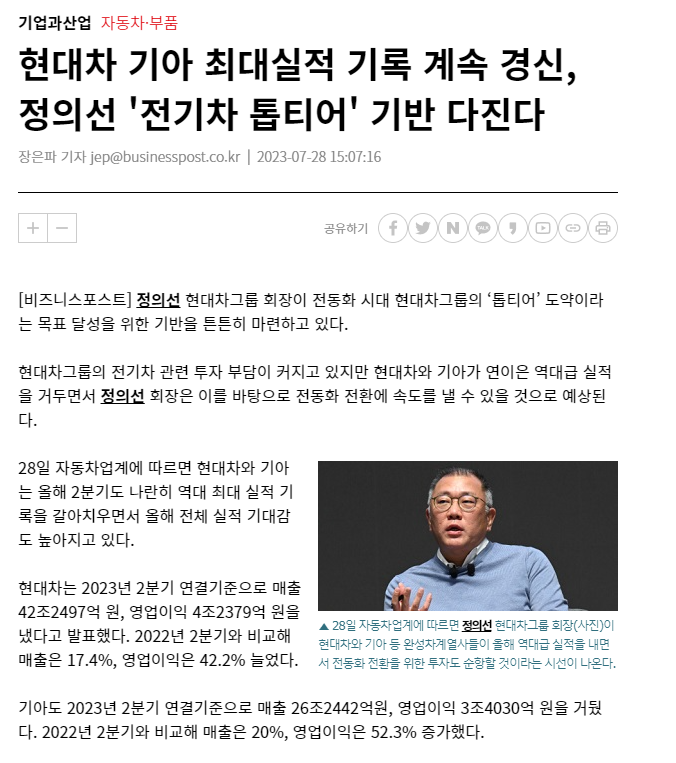 기업과산업 자동차·부품
현대차 기아 최대실적 기록 계속 경신,
정의선 '전기차 톱티어' 기반 다진다
장은파 기자 jep@businesspost.co.kr | 2023-07-28 15:07:16
공유하기
[비즈니스포스트] 정의선 현대차그룹 회장이 전동화 시대 현대차그룹의 ‘톱티어’ 도약이라
는 목표 달성을 위한 기반을 튼튼히 마련하고 있다.
현대차그룹의 전기차 관련 투자 부담이 커지고 있지만 현대차와 기아가 연이은 역대급 실적
을 거두면서 정의선 회장은 이를 바탕으로 전동화 전환에 속도를 낼 수 있을 것으로 예상된
다.
28일 자동차업계에 따르면 현대차와 기아
는 올해 2분기도 나란히 역대 최대 실적 기
록을 갈아치우면서 올해 전체 실적 기대감
도 높아지고 있다.
현대차는 2023년 2분기 연결기준으로 매출
42조2497억 원, 영업이익 4조2379억 원을
냈다고 발표했다. 2022년 2분기와 비교해
매출은 17.4%, 영업이익은 42.2% 늘었다.
▲ 28일 자동차업계에 따르면 정의선 현대차그룹 회장(사진)이
현대차와 기아 등 완성차계열사들이 올해 역대급 실적을 내면
서 전동화 전환을 위한 투자도 순항할 것이라는 시선이 나온다.
기아도 2023년 2분기 연결기준으로 매출 26조2442억원, 영업이익 3조4030억 원을 거뒀
다. 2022년 2분기와 비교해 매출은 20%, 영업이익은 52.3% 증가했다.